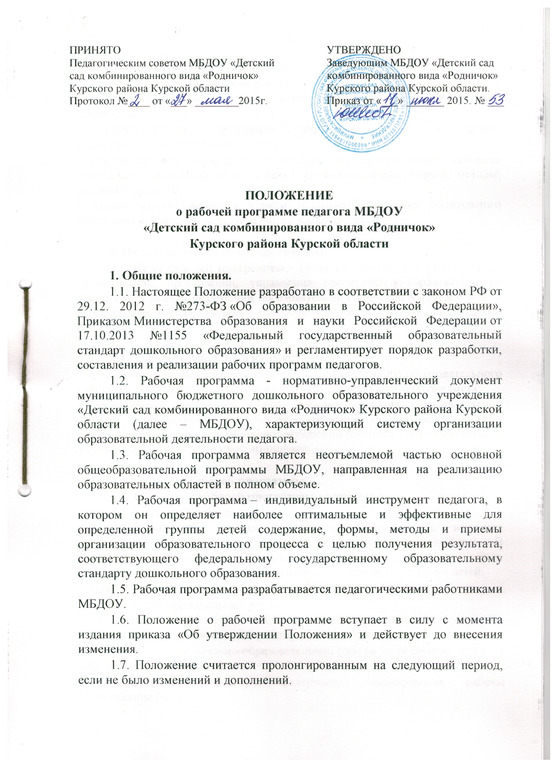 ПРИНЯТО
Педагогическим советом МБДОУ «Детский
сад комбинированного вида «Родничок»
Курского района Курской области
Протокол № 2 от «27» мая 2015г.
УТВЕРЖДЕНО
Заведующим МБДОУ «Детский сад
комбинированного вида «Родничок»
Курского района Курской области.
Приказ от «11» 2015. № 53
ПОЛОЖЕНИЕ
о рабочей программе педагога МБДОУ
«Детский сад комбинированного вида «Родничок»
Курского района Курской области
1. Общие положения.
1.1. Настоящее Положение разработано в соответствии с законом РФ от
29.12. 2012 г. №273-ФЗ «Об образовании в Российской Федерации»,
Приказом Министерства образования и науки Российской Федерации от
17.10.2013 №1155 «Федеральный государственный образовательный
стандарт дошкольного образования» и регламентирует порядок разработки,
составления и реализации рабочих программ педагогов.
1.2. Рабочая программа - нормативно-управленческий документ
муниципального бюджетного дошкольного образовательного учреждения
«Детский сад комбинированного вида «Родничок» Курского района Курской
области (далее – МБДОУ), характеризующий систему организации
образовательной деятельности педагога.
1.3. Рабочая программа является неотъемлемой частью основной
общеобразовательной программы МБДОУ, направленная на реализацию
образовательных областей в полном объеме.
1.4. Рабочая программа – индивидуальный инструмент педагога, в
котором он определяет наиболее оптимальные и эффективные для
определенной группы детей содержание, формы, методы и приемы
организации образовательного процесса с целью получения результата,
соответствующего федеральному государственному образовательному
стандарту дошкольного образования.
1.5. Рабочая программа разрабатывается педагогическими работниками
МБДОУ.
1.6. Положение о рабочей программе вступает в силу с момента
издания приказа «Об утверждении Положения» и действует до внесения
изменения.
1.7. Положение считается пролонгированным на следующий период,
если не было изменений и дополнений.